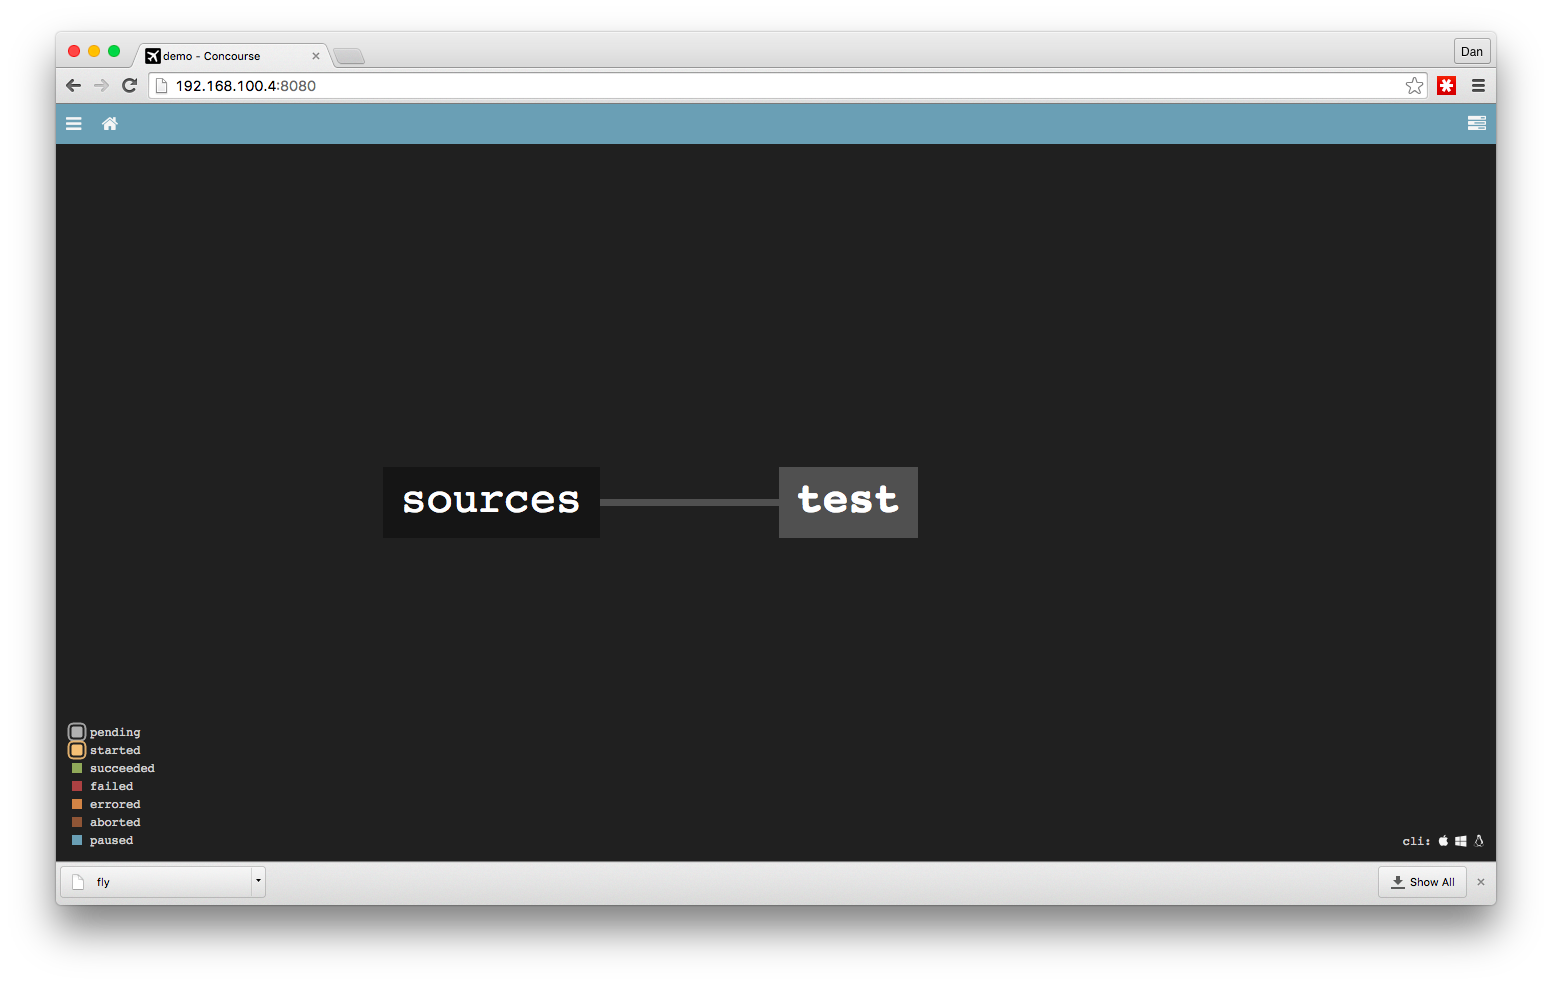 demo - Concourse
Dan
192.168.100.4:8080
sources
test
pending
started
succeeded
failed
errored
aborted
paused
cli:
fly
Show All